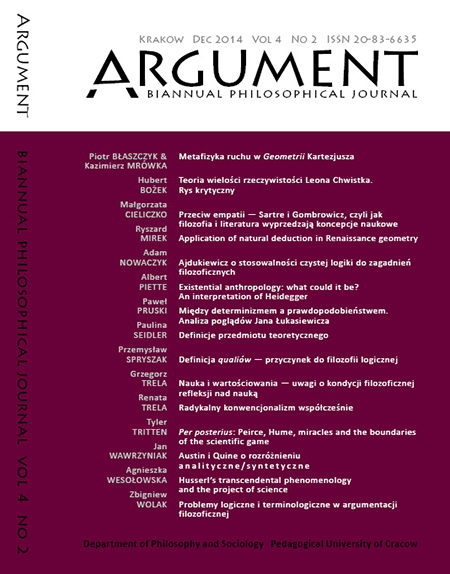 ARGUMENT BIANNUAL PHILOSOPHICAL JOURNAL VOL 4 NO 2
KRAKOW DEC 2014 VOL 4 NO 2 ISSN 20-83-6635
ARGUMENT
BIANNUAL PHILOSOPHICAL JOURNAL
Piotr BŁASZCZYK & Metafizyka ruchu w Geometrii Kartezjusza
Kazimierz MRÓWKA
Hubert Teoria wielości rzeczywistości Leona Chwistka.
BOŻEK Rys krytyczny
Małgorzata
CIELICZKO Przeciw empatii — Sartre i Gombrowicz, czyli jak
filozofia i literatura wyprzedzają koncepcje naukowe
Ryszard
MIREK Application of natural deduction in Renaissance geometry
Adam
NOWACZYK Ajdukiewicz o stosowalności czystej logiki do zagadnień
filozoficznych
Albert
PIETTE Existential anthropology: what could it be?
An interpretation of Heidegger
Paweł
PRUSKI Między determinizmem a prawdopodobieństwem.
Analiza poglądów Jana Łukasiewicza
Paulina
SEIDLER Definicje przedmiotu teoretycznego
Przemysław
SPRYSZAK Definicja qualiów — przyczynek do filozofii logicznej
Grzegorz
TRELA Nauka i wartościowania — uwagi o kondycji filozoficznej
refleksji nad nauką
Renata
TRELA Radykalny konwencjonalizm współcześnie
Tyler
TRITTEN Per posterius: Peirce, Hume, miracles and the boundaries
of the scientific game
Jan
WAWRZYNIAK Austin i Quine o rozróżnieniu
analityczne/syntetyczne
Agnieszka
WESOŁOWSKA Husserl's transcendental phenomenology
and the project of science
Zbigniew
WOLAK Problemy logiczne i terminologiczne w argumentacji
filozoficznej
Department of Philosophy and Sociology Pedagogical University of Cracow